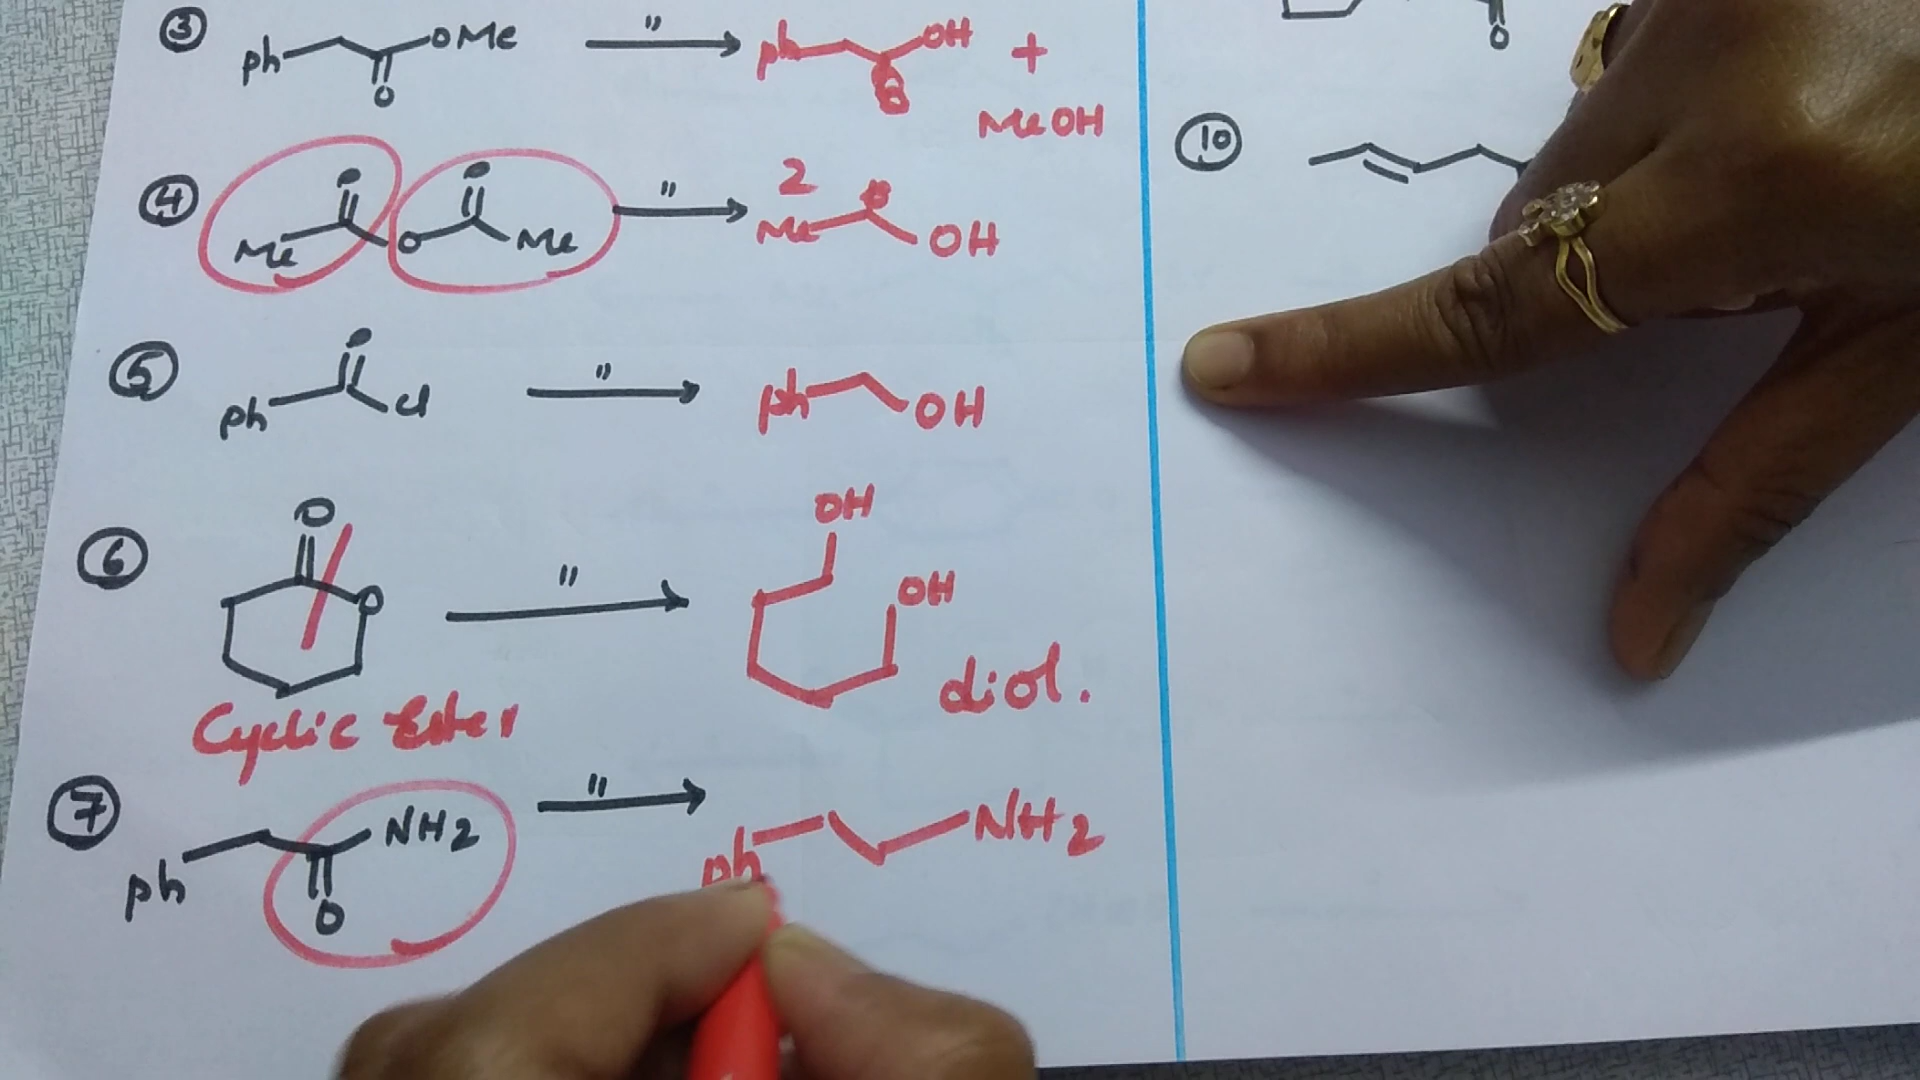 3 ph OMe O " ph OH +
MeOH
4 Me O O O Me " 2 Me OH
5 ph O Cl " ph OH
6 O O " OH OH diol.
Cyclic Ester
7 ph NH2 O " ph NH2
O
10